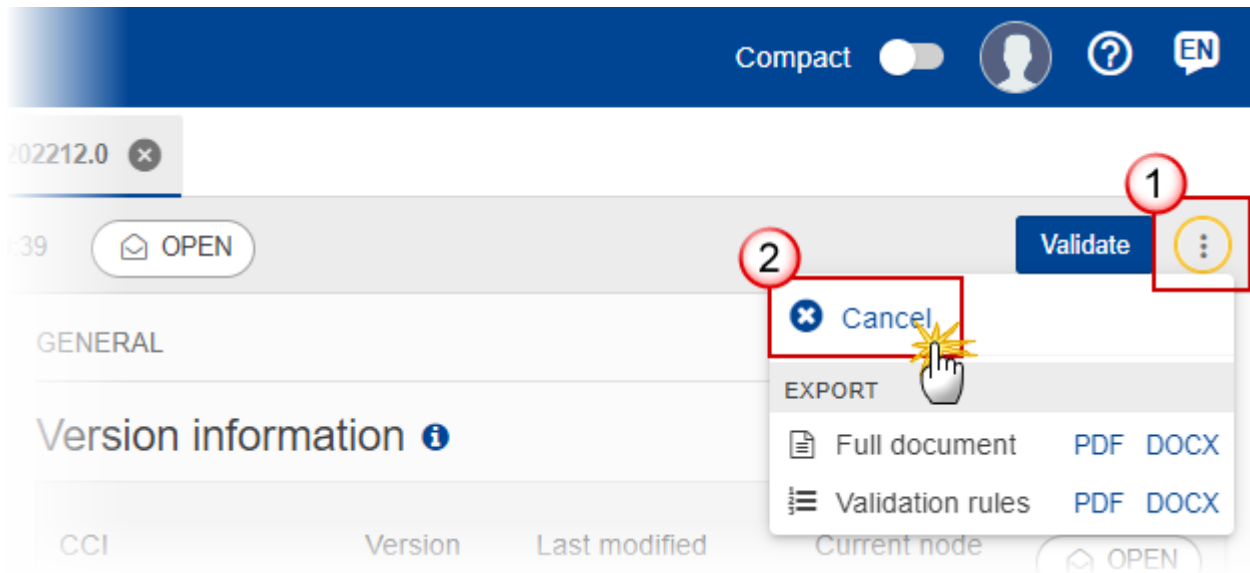 Compact EN
202212.0
1
:39 OPEN Validate
2
Cancel
GENERAL
EXPORT
Version information
Full document PDF DOCX
Validation rules PDF DOCX
CCI Version Last modified Current node OPEN